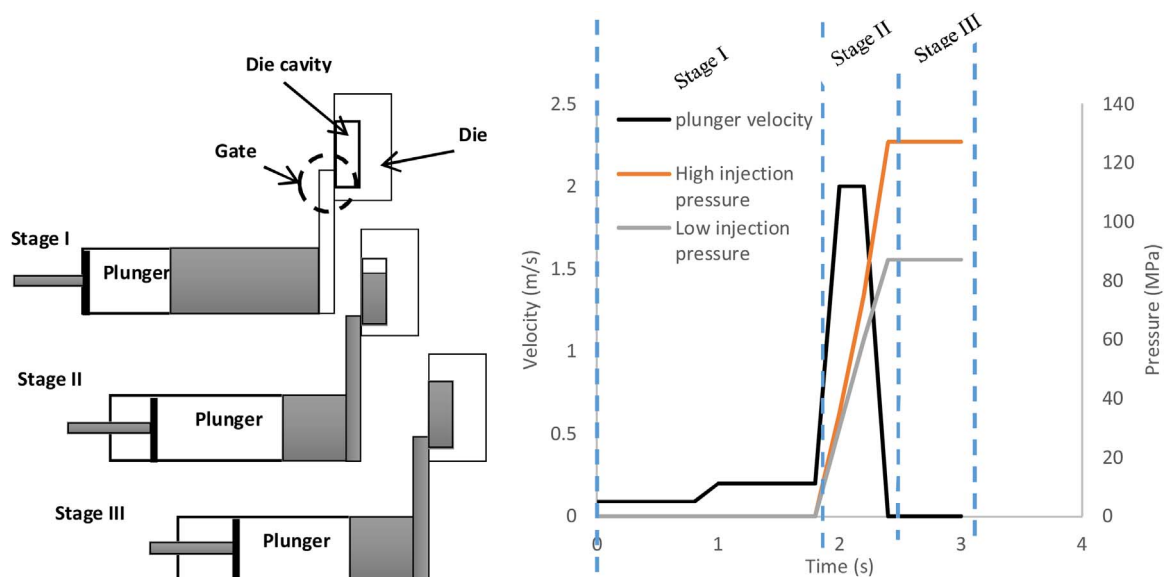 Die cavity
Die
Gate
Stage I
Plunger
Stage II
Plunger
Stage III
Plunger
Stage I
Stage II
Stage III
plunger velocity
High injection
pressure
Low injection
pressure
2.5
2
1.5
1
0.5
0
Velocity (m/s)
140
120
100
80
60
40
20
0
Pressure (MPa)
0
1
2
3
4
Time (s)